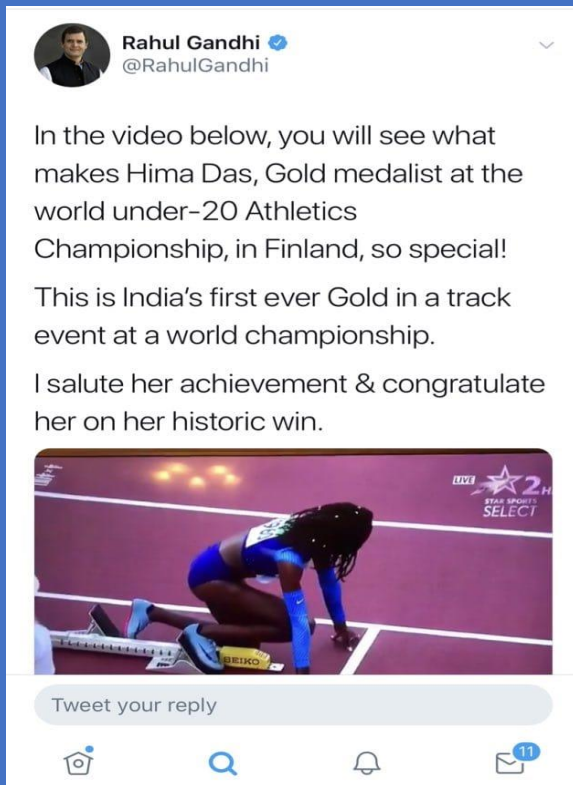 Rahul Gandhi
@RahulGandhi
In the video below, you will see what
makes Hima Das, Gold medalist at the
world under-20 Athletics
Championship, in Finland, so special!
This is India's first ever Gold in a track
event at a world championship.
I salute her achievement & congratulate
her on her historic win.
LIVE
2H
STAR SPORTS
SELECT
SEIKO
Tweet your reply
11